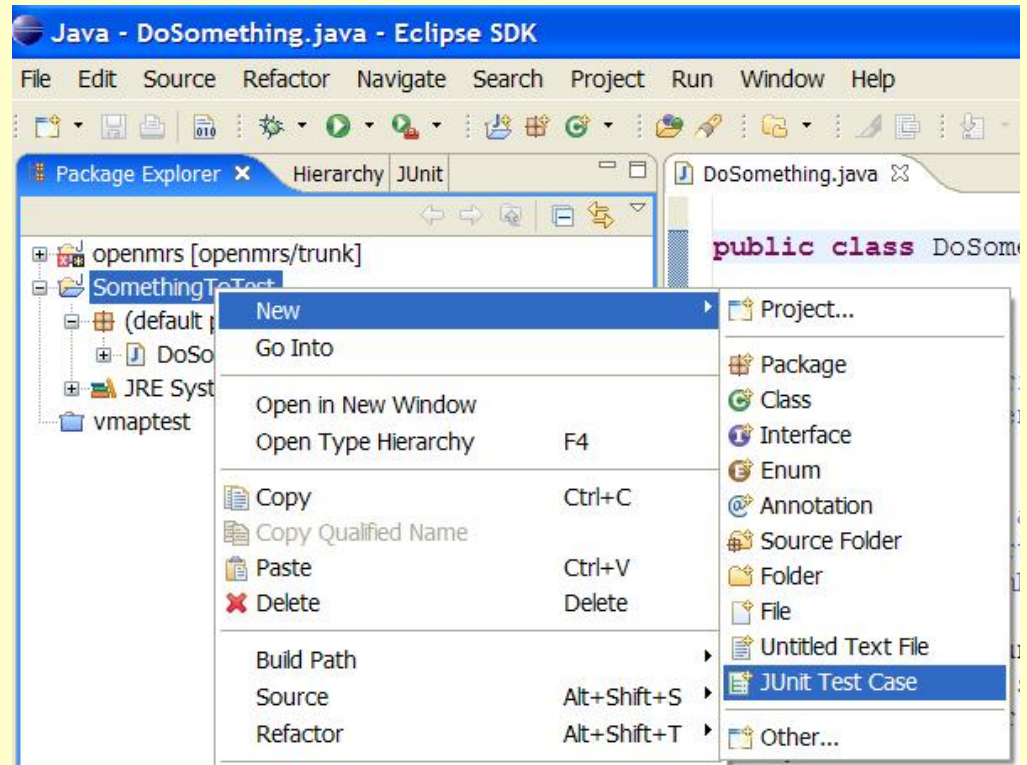 Java - DoSomething.java - Eclipse SDK
File Edit Source Refactor Navigate Search Project Run Window Help
Package Explorer Hierarchy JUnit
DoSomething.java
openmrs [openmrs/trunk]
public class DoSome
SomethingToTest
(default p
DoSo
JRE Syst
vmaptest
New
Go Into
Open in New Window
Open Type Hierarchy F4
Copy Ctrl+C
Copy Qualified Name
Paste Ctrl+V
Delete Delete
Build Path
Source Alt+Shift+S
Refactor Alt+Shift+T
Project...
Package
Class
Interface
Enum
Annotation
Source Folder
Folder
File
Untitled Text File
JUnit Test Case
Other...